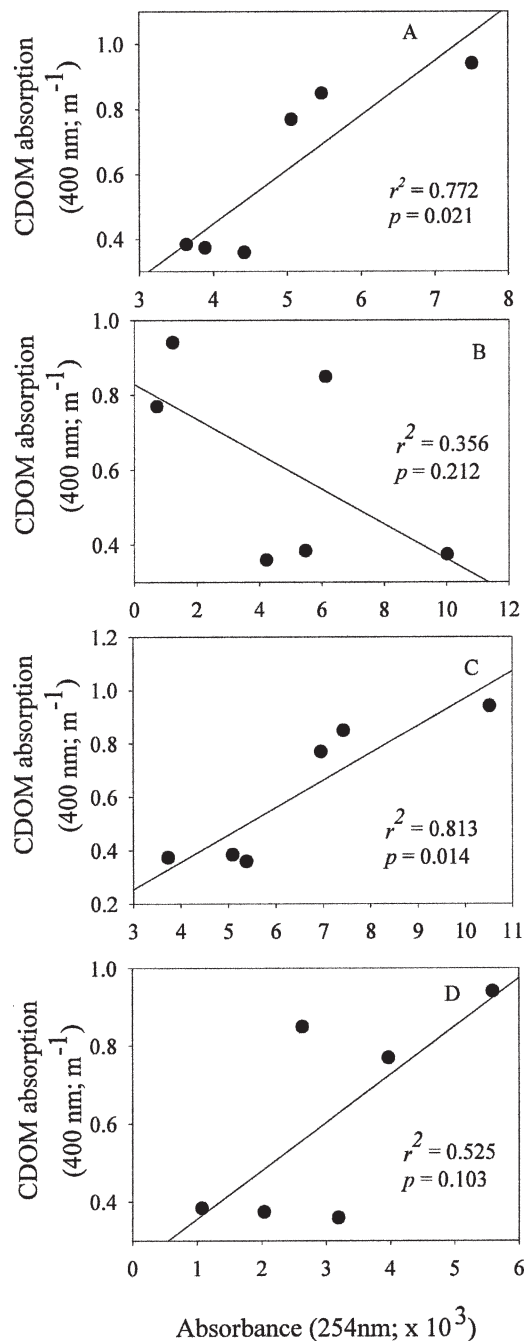 A
CDOM absorption
(400 nm; m⁻¹)
1.0
0.8
0.6
0.4
r² = 0.772
p = 0.021
3 4 5 6 7 8
B
CDOM absorption
(400 nm; m⁻¹)
1.0
0.8
0.6
0.4
r² = 0.356
p = 0.212
0 2 4 6 8 10 12
C
CDOM absorption
(400 nm; m⁻¹)
1.2
1.0
0.8
0.6
0.4
0.2
r² = 0.813
p = 0.014
3 4 5 6 7 8 9 10 11
D
CDOM absorption
(400 nm; m⁻¹)
1.0
0.8
0.6
0.4
r² = 0.525
p = 0.103
0 1 2 3 4 5 6
Absorbance (254nm; x 10³)